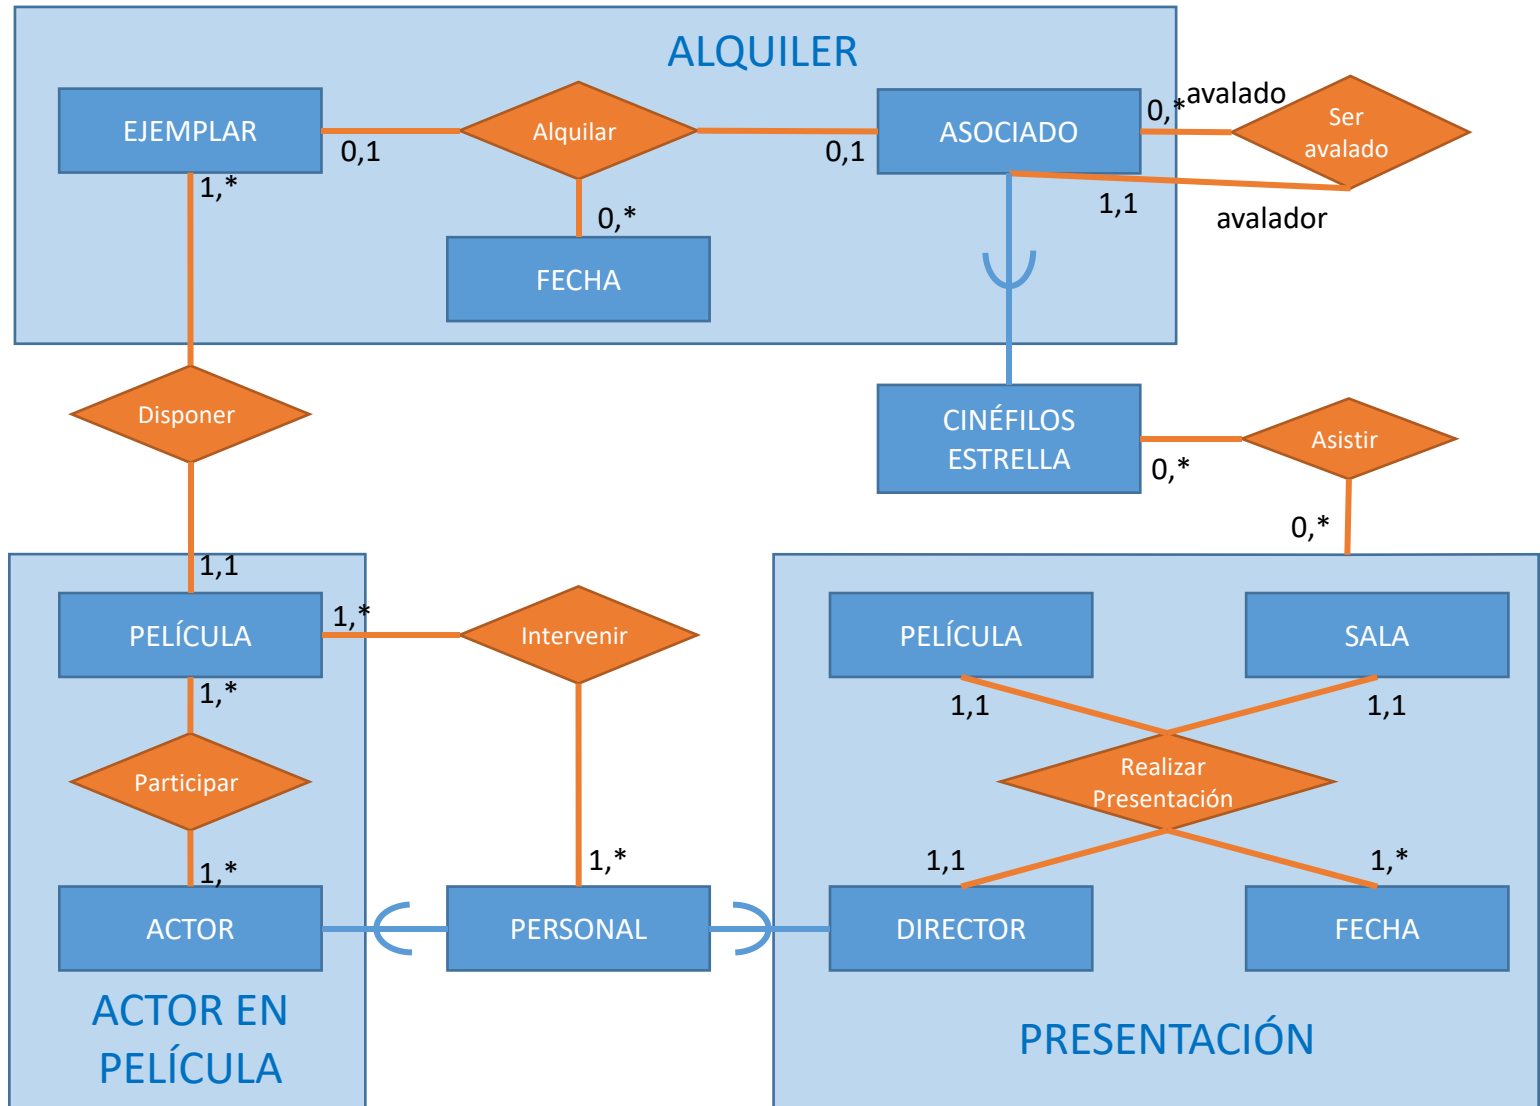 ALQUILER
EJEMPLAR
0,1
Alquilar
0,1
ASOCIADO
0,*
avalado
Ser
avalado
1,*
1,1
avalador
0,*
FECHA
Disponer
CINÉFILOS
ESTRELLA
0,*
Asistir
0,*
1,1
PELÍCULA
1,*
Intervenir
PELÍCULA
SALA
1,*
1,1
1,1
Participar
Realizar
Presentación
1,*
1,*
1,1
1,*
ACTOR
PERSONAL
DIRECTOR
FECHA
ACTOR EN
PELÍCULA
PRESENTACIÓN